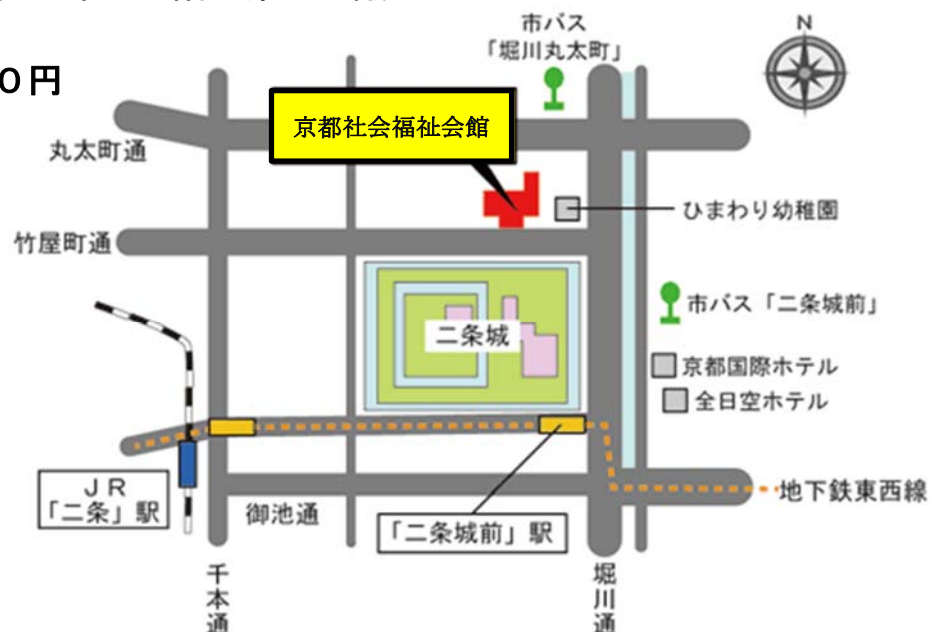 0円
市バス
「堀川丸太町」
N
京都社会福祉会館
丸太町通
ひまわり幼稚園
竹屋町通
市バス「二条城前」
二条城
京都国際ホテル
全日空ホテル
JR
「二条」駅
御池通
「二条城前」駅
地下鉄東西線
千本通
堀川通